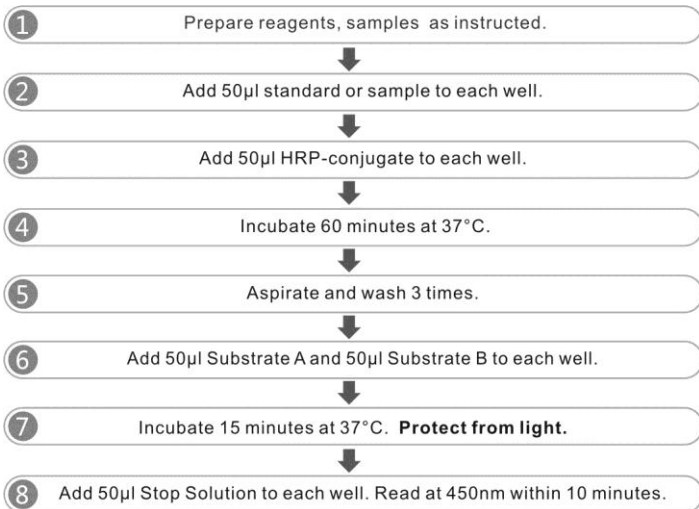 1 Prepare reagents, samples as instructed.
2 Add 50µl standard or sample to each well.
3 Add 50µl HRP-conjugate to each well.
4 Incubate 60 minutes at 37°C.
5 Aspirate and wash 3 times.
6 Add 50µl Substrate A and 50µl Substrate B to each well.
7 Incubate 15 minutes at 37°C. Protect from light.
8 Add 50µl Stop Solution to each well. Read at 450nm within 10 minutes.